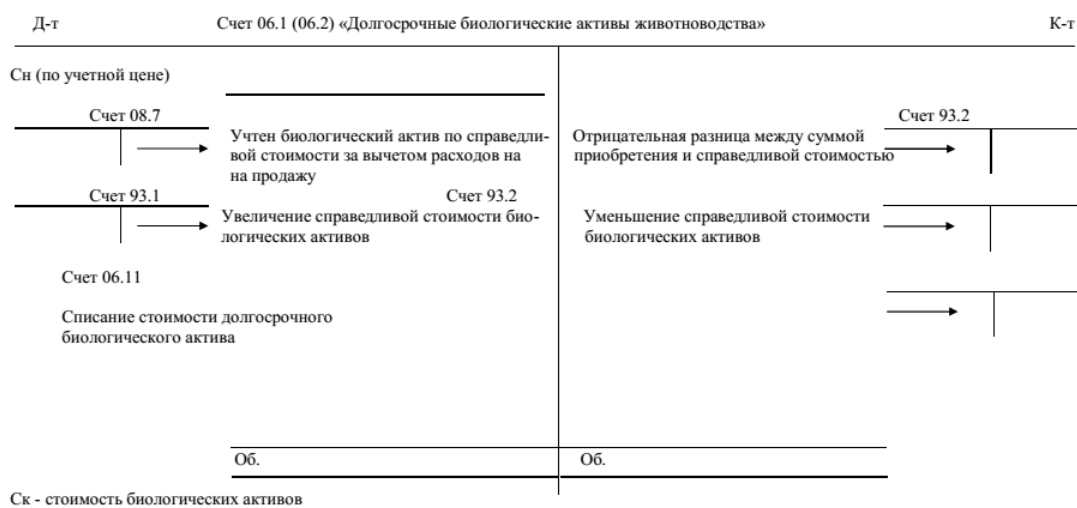 Д-т Счет 06.1 (06.2) «Долгосрочные биологические активы животноводства» К-т
Сн (по учетной цене)
Счет 08.7
Учтен биологический актив по справедли-
вой стоимости за вычетом расходов на
на продажу
Счет 93.2
Отрицательная разница между суммой
приобретения и справедливой стоимостью
Счет 93.1
Счет 93.2
Увеличение справедливой стоимости био-
логических активов
Уменьшение справедливой стоимости
биологических активов
Счет 06.11
Списание стоимости долгосрочного
биологического актива
Об. Об.
Ск - стоимость биологических активов